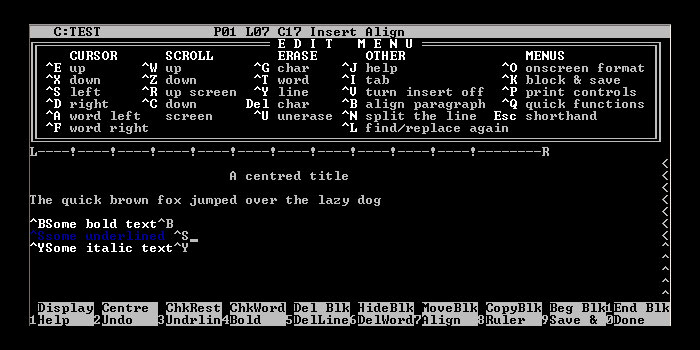 C:TEST P01 L07 C17 Insert Align
E D I T  M E N U
CURSOR SCROLL ERASE OTHER MENUS
^E up ^W up ^G char ^J help ^O onscreen format
^X down ^Z down ^T word ^I tab ^K block & save
^S left ^R up screen ^Y line ^V turn insert off ^P print controls
^D right ^C down Del char ^B align paragraph ^Q quick functions
^A word left screen ^U unerase ^N split the line Esc shorthand
^F word right ^L find/replace again
L----!----!----!----!----!----!----!----!----!----!--------R
A centred title
The quick brown fox jumped over the lazy dog
^BSome bold text^B
^Ssome underlined ^S_
^YSome italic text^Y
Display Centre ChkRest ChkWord Del Blk HideBlk MoveBlk CopyBlk Beg Blk End Blk
1Help 2Undo 3Undrlin 4Bold 5DelLine 6DelWord 7Align 8Ruler 9Save & 0Done